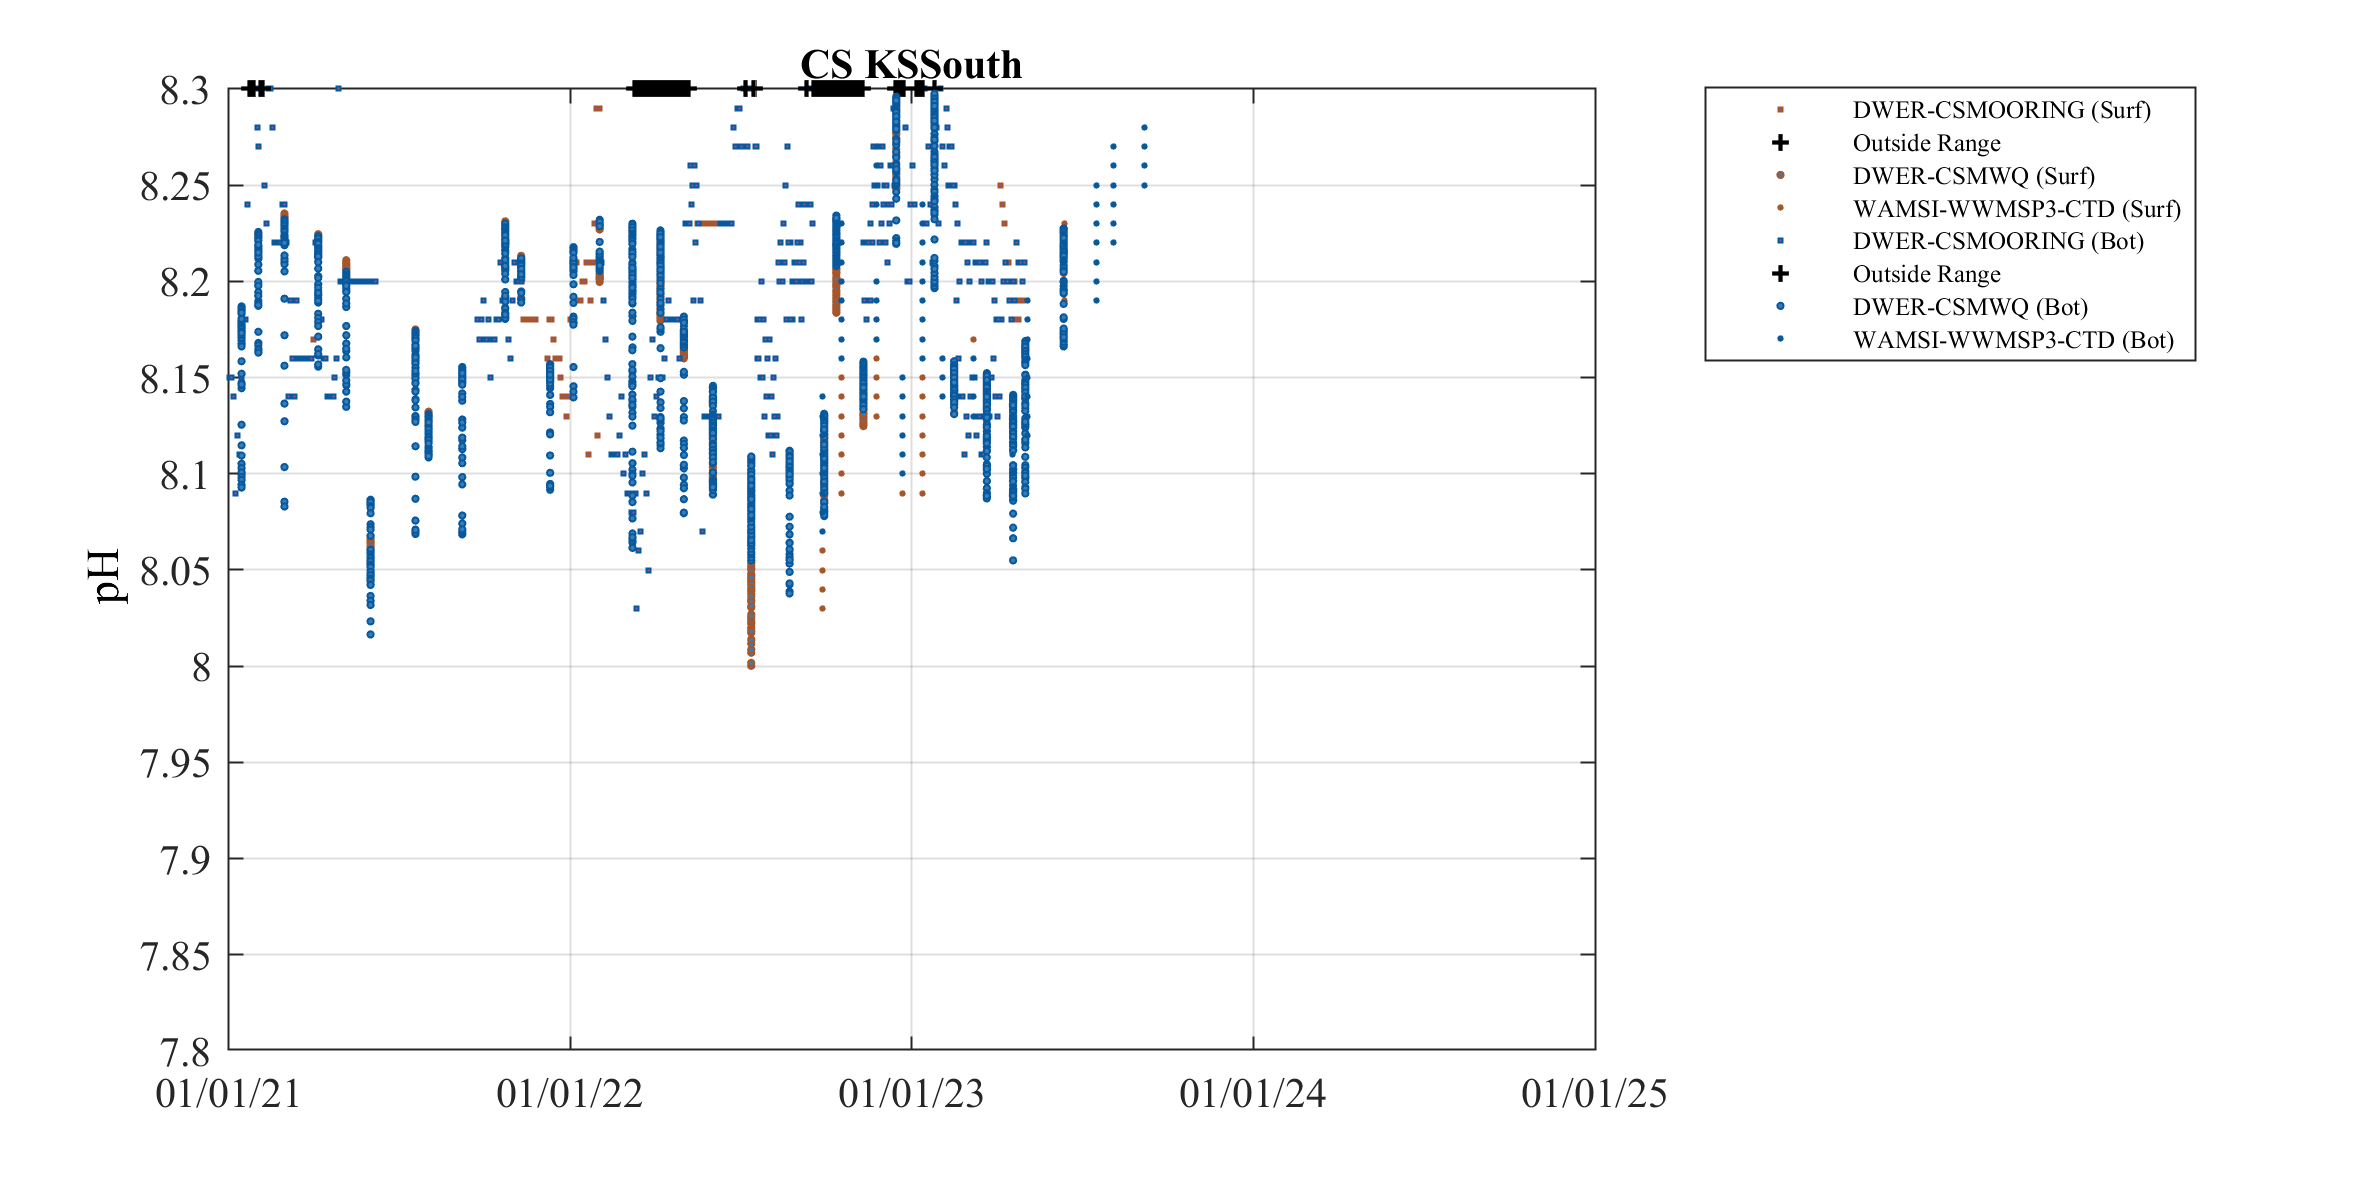 CS KSSouth
8.3
8.25
8.2
8.15
8.1
8.05
8
7.95
7.9
7.85
7.8
pH
01/01/21
01/01/22
01/01/23
01/01/24
01/01/25
DWER-CSMOORING (Surf)
Outside Range
DWER-CSMWQ (Surf)
WAMSI-WWMSP3-CTD (Surf)
DWER-CSMOORING (Bot)
Outside Range
DWER-CSMWQ (Bot)
WAMSI-WWMSP3-CTD (Bot)